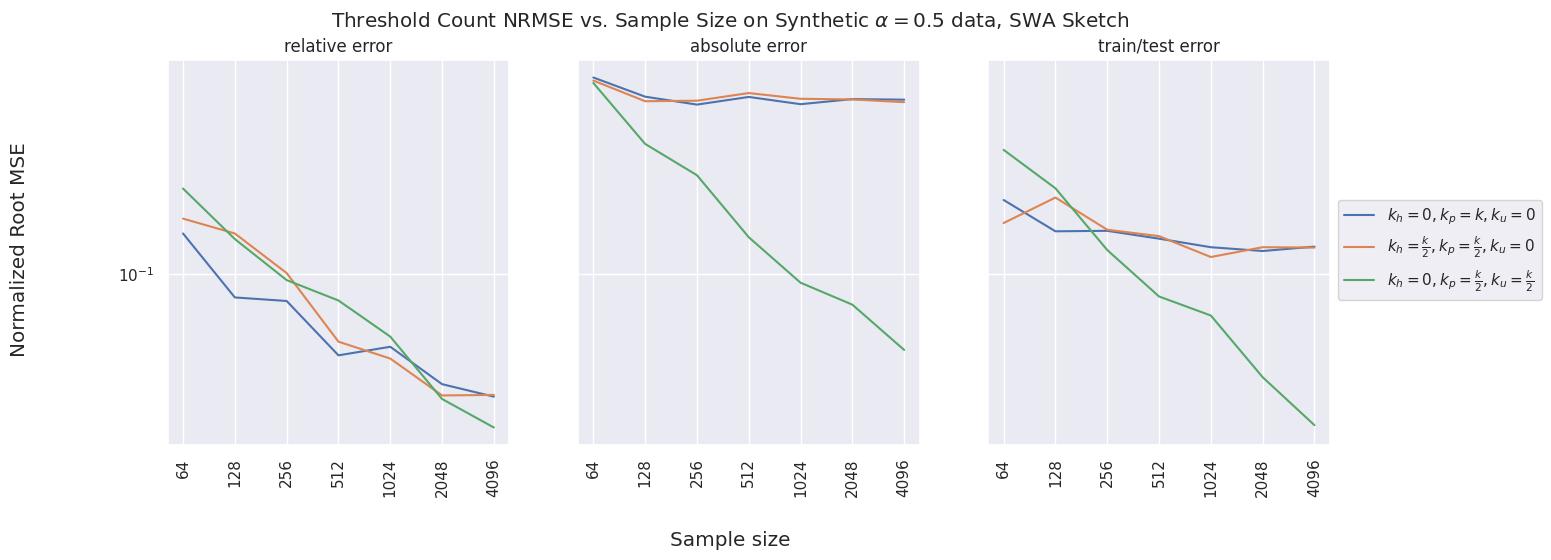 Threshold Count NRMSE vs. Sample Size on Synthetic α = 0.5 data, SWA Sketch
relative error
absolute error
train/test error
Normalized Root MSE
10⁻¹
64
128
256
512
1024
2048
4096
64
128
256
512
1024
2048
4096
64
128
256
512
1024
2048
4096
Sample size
k_h = 0, k_p = k, k_u = 0
k_h = k/2, k_p = k/2, k_u = 0
k_h = 0, k_p = k/2, k_u = k/2